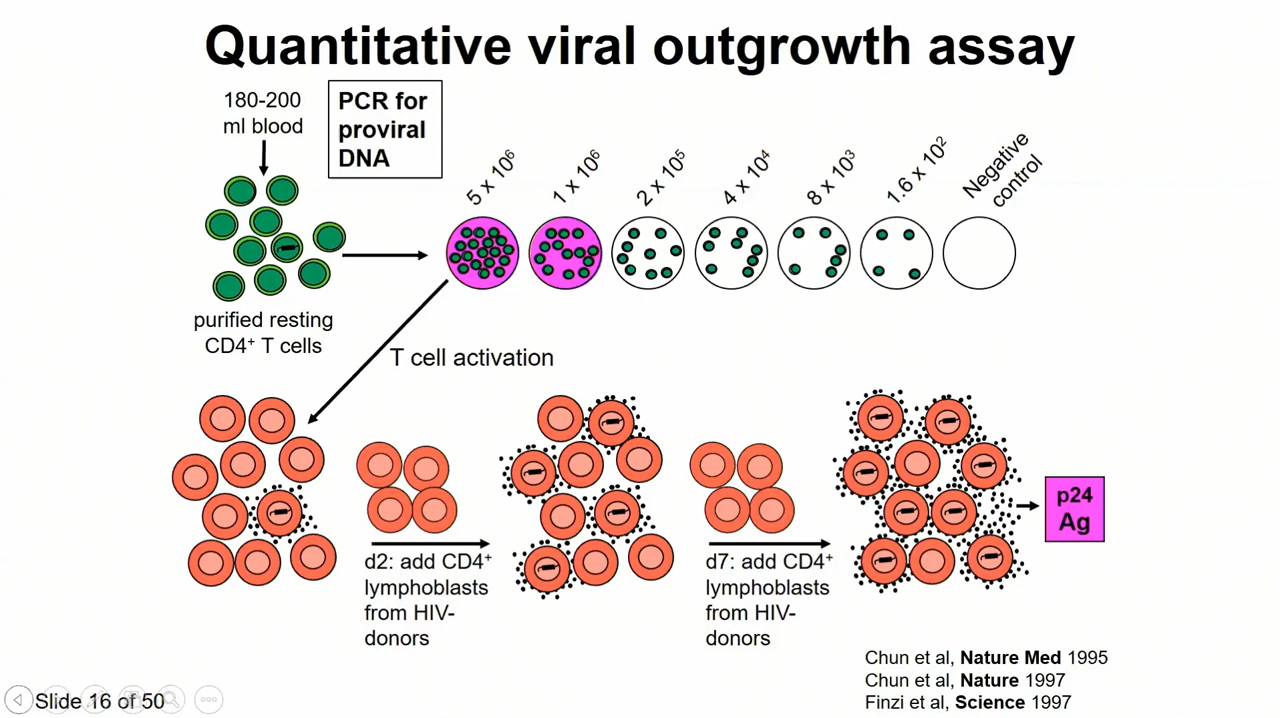 Quantitative viral outgrowth assay
180-200
ml blood
PCR for
proviral
DNA
5 x 10⁶
1 x 10⁶
2 x 10⁵
4 x 10⁴
8 x 10³
1.6 x 10²
Negative
control
purified resting
CD4⁺ T cells
T cell activation
d2: add CD4⁺
lymphoblasts
from HIV-
donors
d7: add CD4⁺
lymphoblasts
from HIV-
donors
p24
Ag
Chun et al, Nature Med 1995
Chun et al, Nature 1997
Finzi et al, Science 1997
Slide 16 of 50